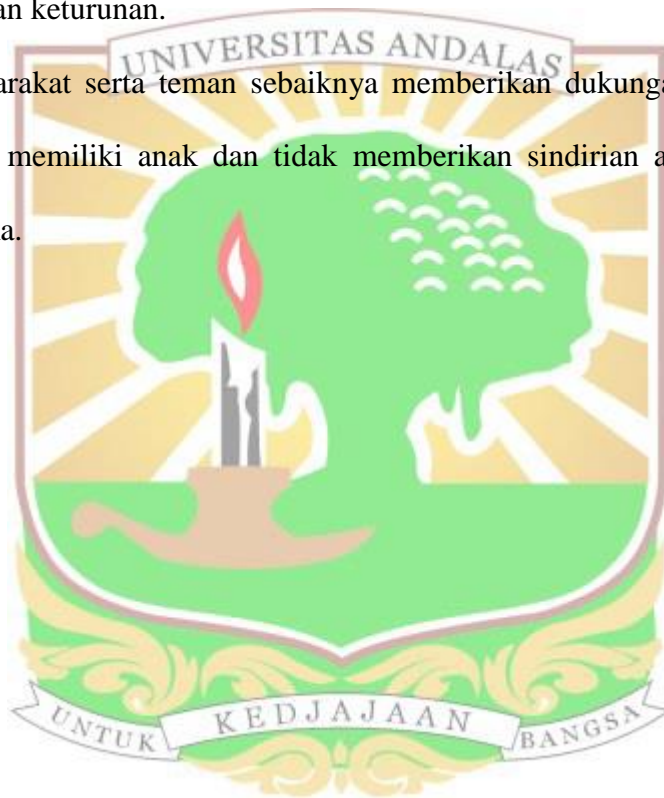 an keturunan.
UNIVERSITAS ANDALAS
arakat serta teman sebaiknya memberikan dukunga
memiliki anak dan tidak memberikan sindirian a
a.
UNTUK KEDJAJAAN BANGSA